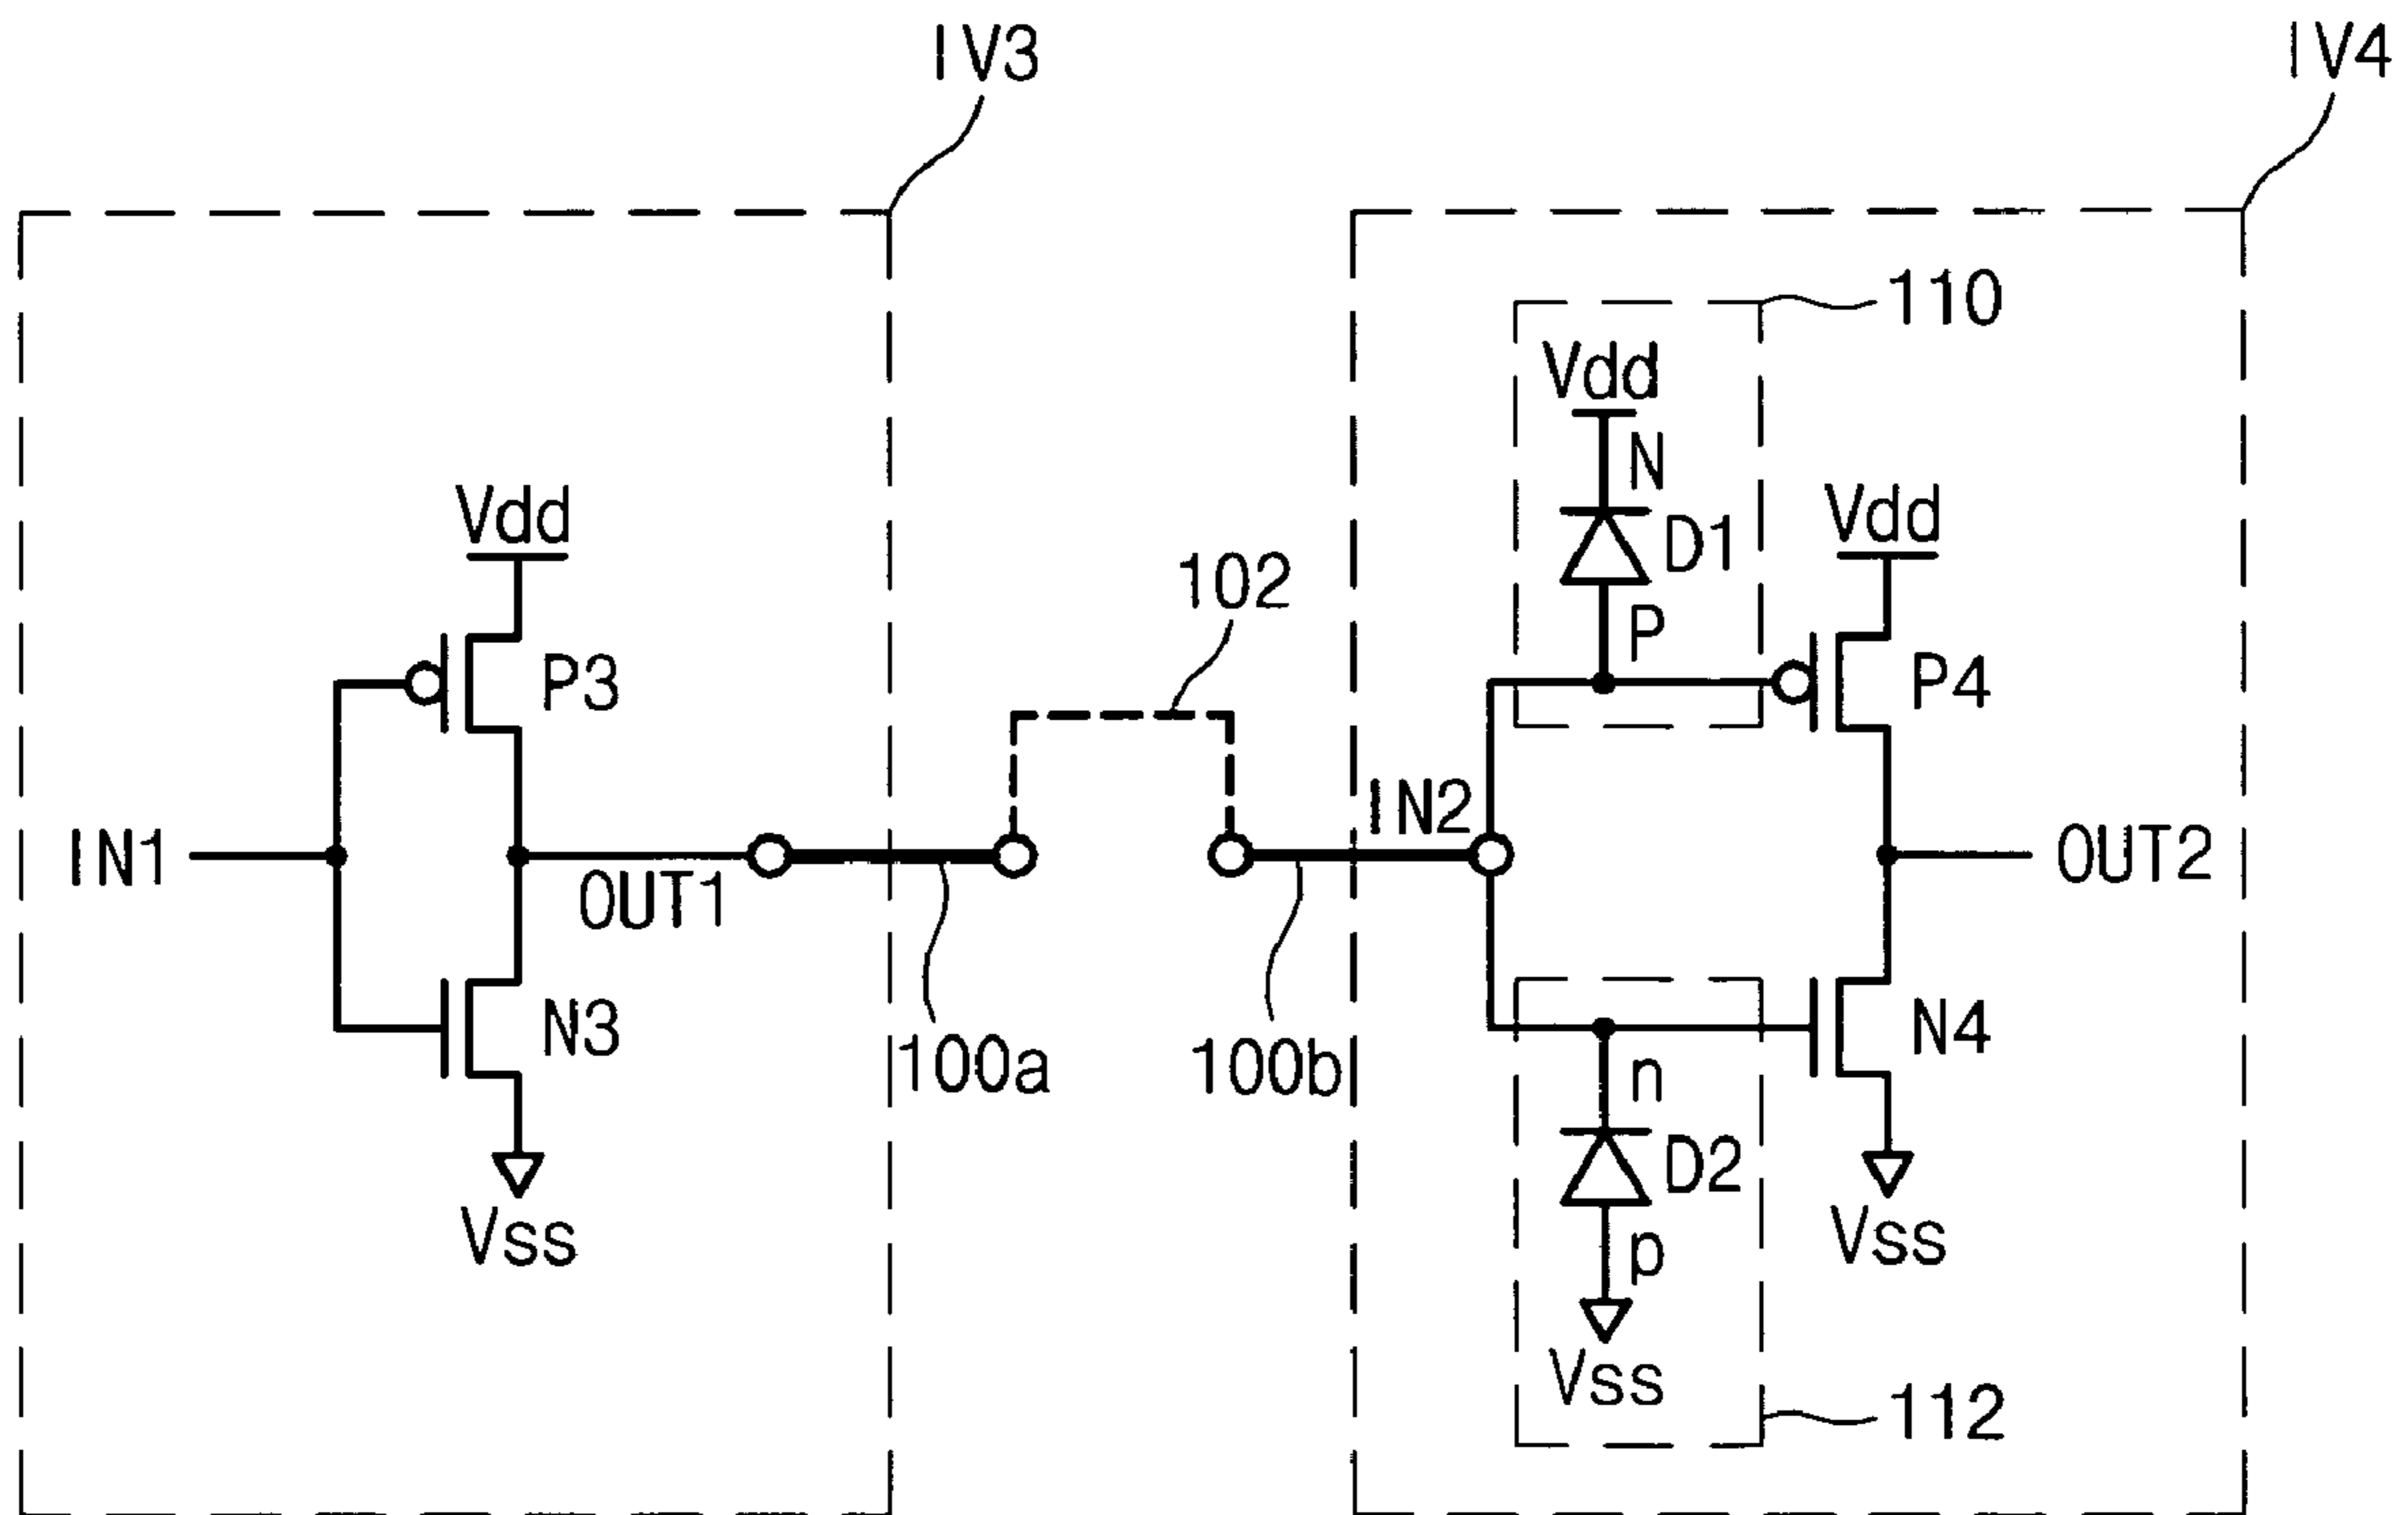 IV3
IV4
110
Vdd
N
D1
P
Vdd
P4
Vdd
P3
102
IN1
OUT1
IN2
OUT2
N3
100a
100b
N4
n
D2
p
Vss
Vss
Vss
112